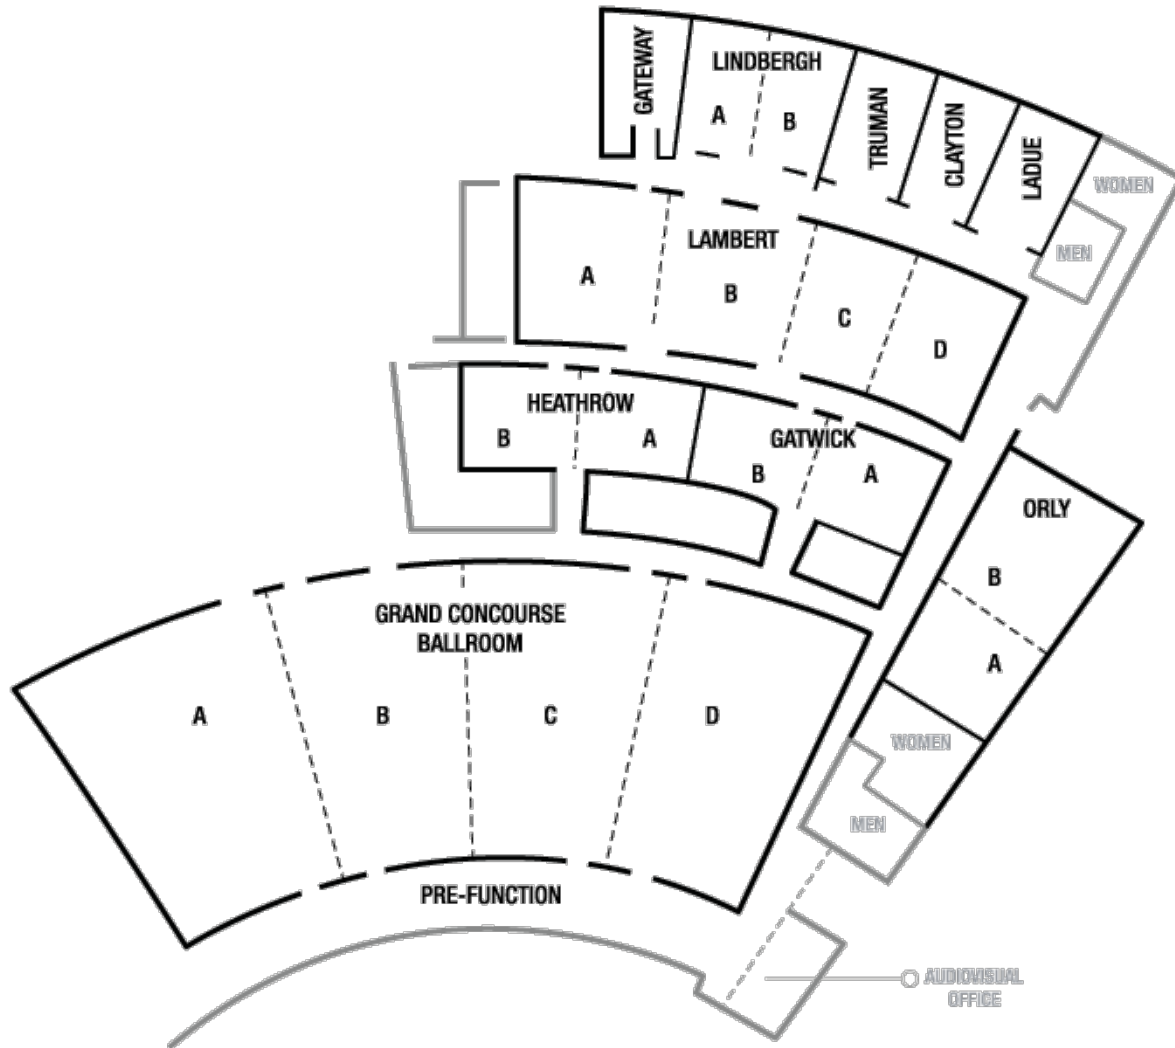 GATEWAY
LINDBERGH
A
B
TRUMAN
CLAYTON
LADUE
WOMEN
MEN
LAMBERT
A
B
C
D
HEATHROW
B
A
GATWICK
B
A
ORLY
B
A
WOMEN
MEN
GRAND CONCOURSE
BALLROOM
A
B
C
D
PRE-FUNCTION
AUDIOVISUAL
OFFICE